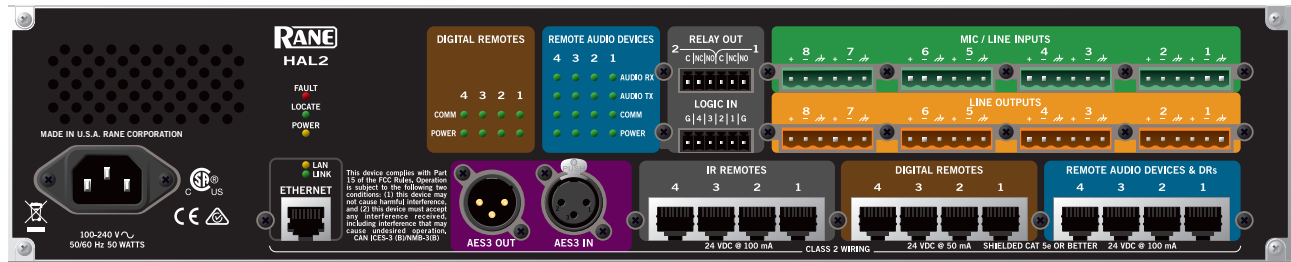 RANE
HAL2
FAULT
LOCATE
POWER
MADE IN U.S.A. RANE CORPORATION
100-240 V
50/60 Hz 50 WATTS
C US
®
CE
LAN
LINK
ETHERNET
This device complies with Part
15 of the FCC Rules, Operation
is subject to the following two
conditions: (1) this device may
not cause harmful interference,
and (2) this device must accept
any interference received,
including interference that may
cause undesired operation,
CAN ICES-3 (B)/NMB-3(B)
DIGITAL REMOTES
4 3 2 1
COMM
POWER
REMOTE AUDIO DEVICES
4 3 2 1
AUDIO RX
AUDIO TX
COMM
POWER
RELAY OUT
2 1
C NC NO C NC NO
LOGIC IN
G 4 3 2 1 G
MIC / LINE INPUTS
+ 8 + 7 + 6 + 5 + 4 + 3 + 2 + 1
LINE OUTPUTS
+ 8 + 7 + 6 + 5 + 4 + 3 + 2 + 1
AES3 OUT
AES3 IN
IR REMOTES
4 3 2 1
24 VDC @ 100 mA
DIGITAL REMOTES
4 3 2 1
24 VDC @ 50 mA
REMOTE AUDIO DEVICES & DRs
4 3 2 1
24 VDC @ 100 mA
CLASS 2 WIRING
SHIELDED CAT 5e OR BETTER